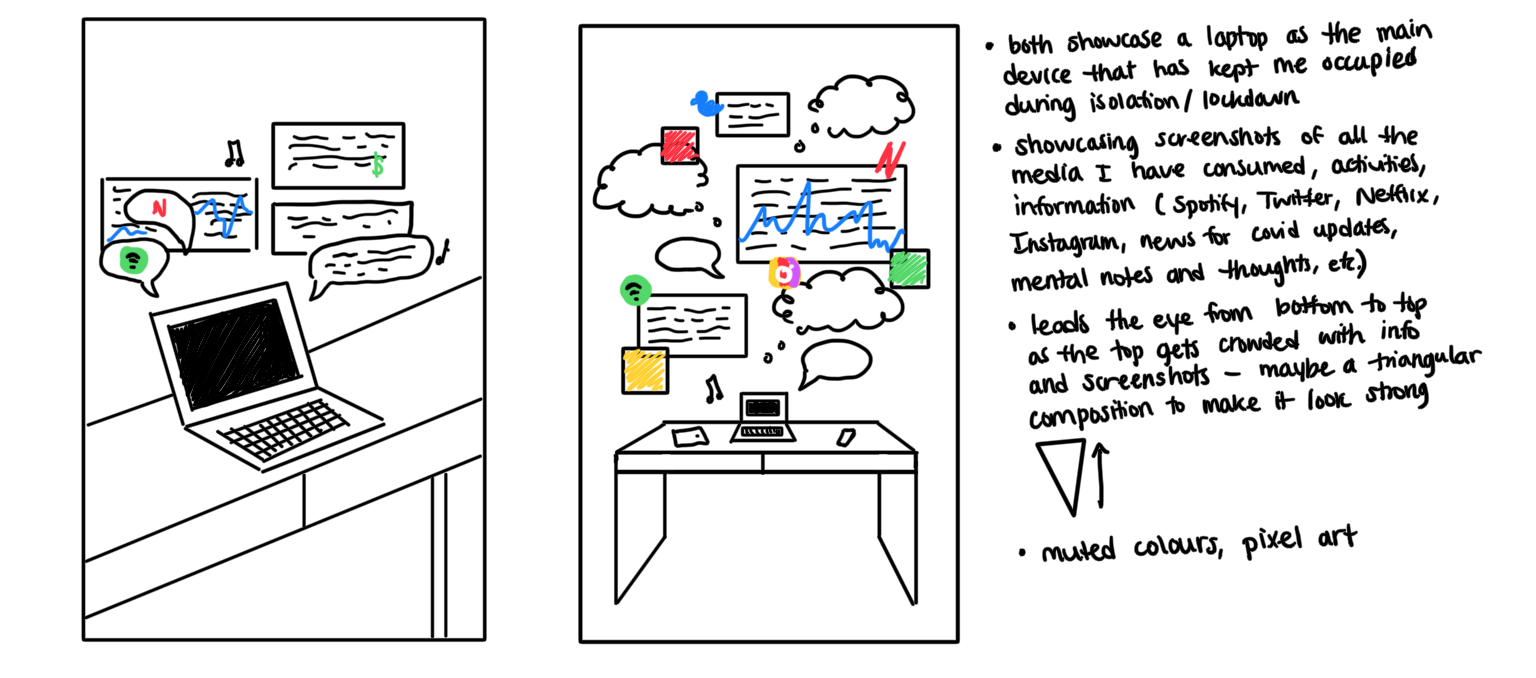 $
N
N
• both showcase a laptop as the main
device that has kept me occupied
during isolation / lockdown
• showcasing screenshots of all the
media I have consumed, activities,
information ( Spotify, Twitter, Netflix,
Instagram, news for covid updates,
mental notes and thoughts, etc.)
• leads the eye from bottom to top
as the top gets crowded with info
and screenshots – maybe a triangular
composition to make it look strong
• muted colours, pixel art